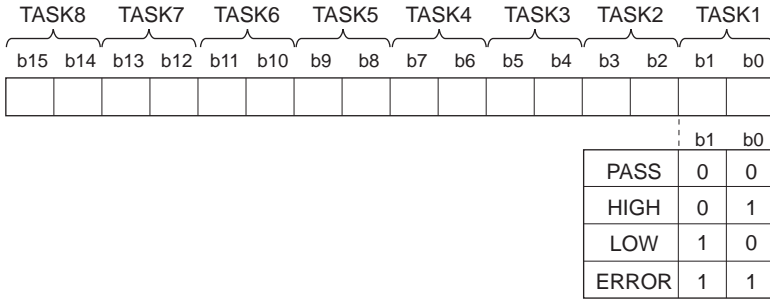 TASK8 TASK7 TASK6 TASK5 TASK4 TASK3 TASK2 TASK1
b15 b14 b13 b12 b11 b10 b9 b8 b7 b6 b5 b4 b3 b2 b1 b0
b1 b0
PASS 0 0
HIGH 0 1
LOW 1 0
ERROR 1 1